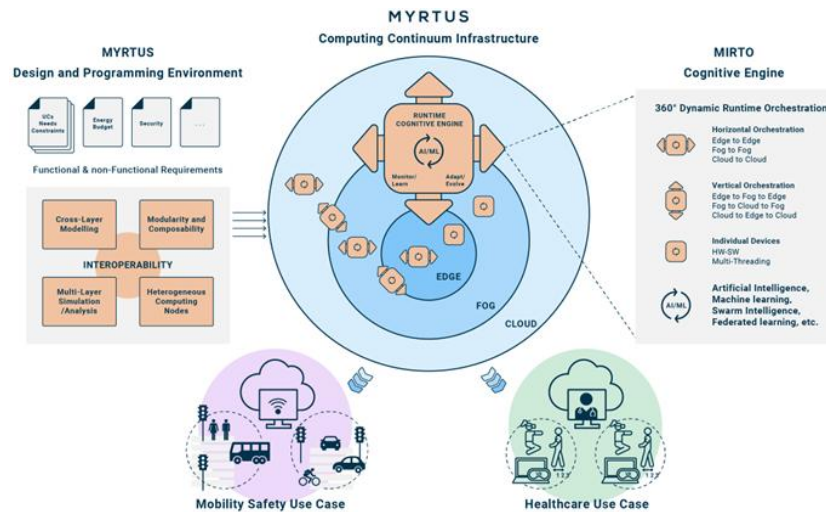 MYRTUS
Computing Continuum Infrastructure
MYRTUS
Design and Programming Environment
UCs
Needs
Constraints
Energy
Budget
Security
...
Functional & non-Functional Requirements
Cross-Layer
Modelling
Modularity and
Composability
INTEROPERABILITY
Multi-Layer
Simulation
/Analysis
Heterogeneous
Computing
Nodes
RUNTIME
COGNITIVE ENGINE
AI/ML
Monitor/
Learn
Adapt/
Evolve
EDGE
FOG
CLOUD
MIRTO
Cognitive Engine
360° Dynamic Runtime Orchestration
Horizontal Orchestration
Edge to Edge
Fog to Fog
Cloud to Cloud
Vertical Orchestration
Edge to Fog to Edge
Fog to Cloud to Fog
Cloud to Edge to Cloud
Individual Devices
HW-SW
Multi-Threading
AI/ML
Artificial Intelligence,
Machine learning,
Swarm Intelligence,
Federated learning, etc.
Mobility Safety Use Case
Healthcare Use Case